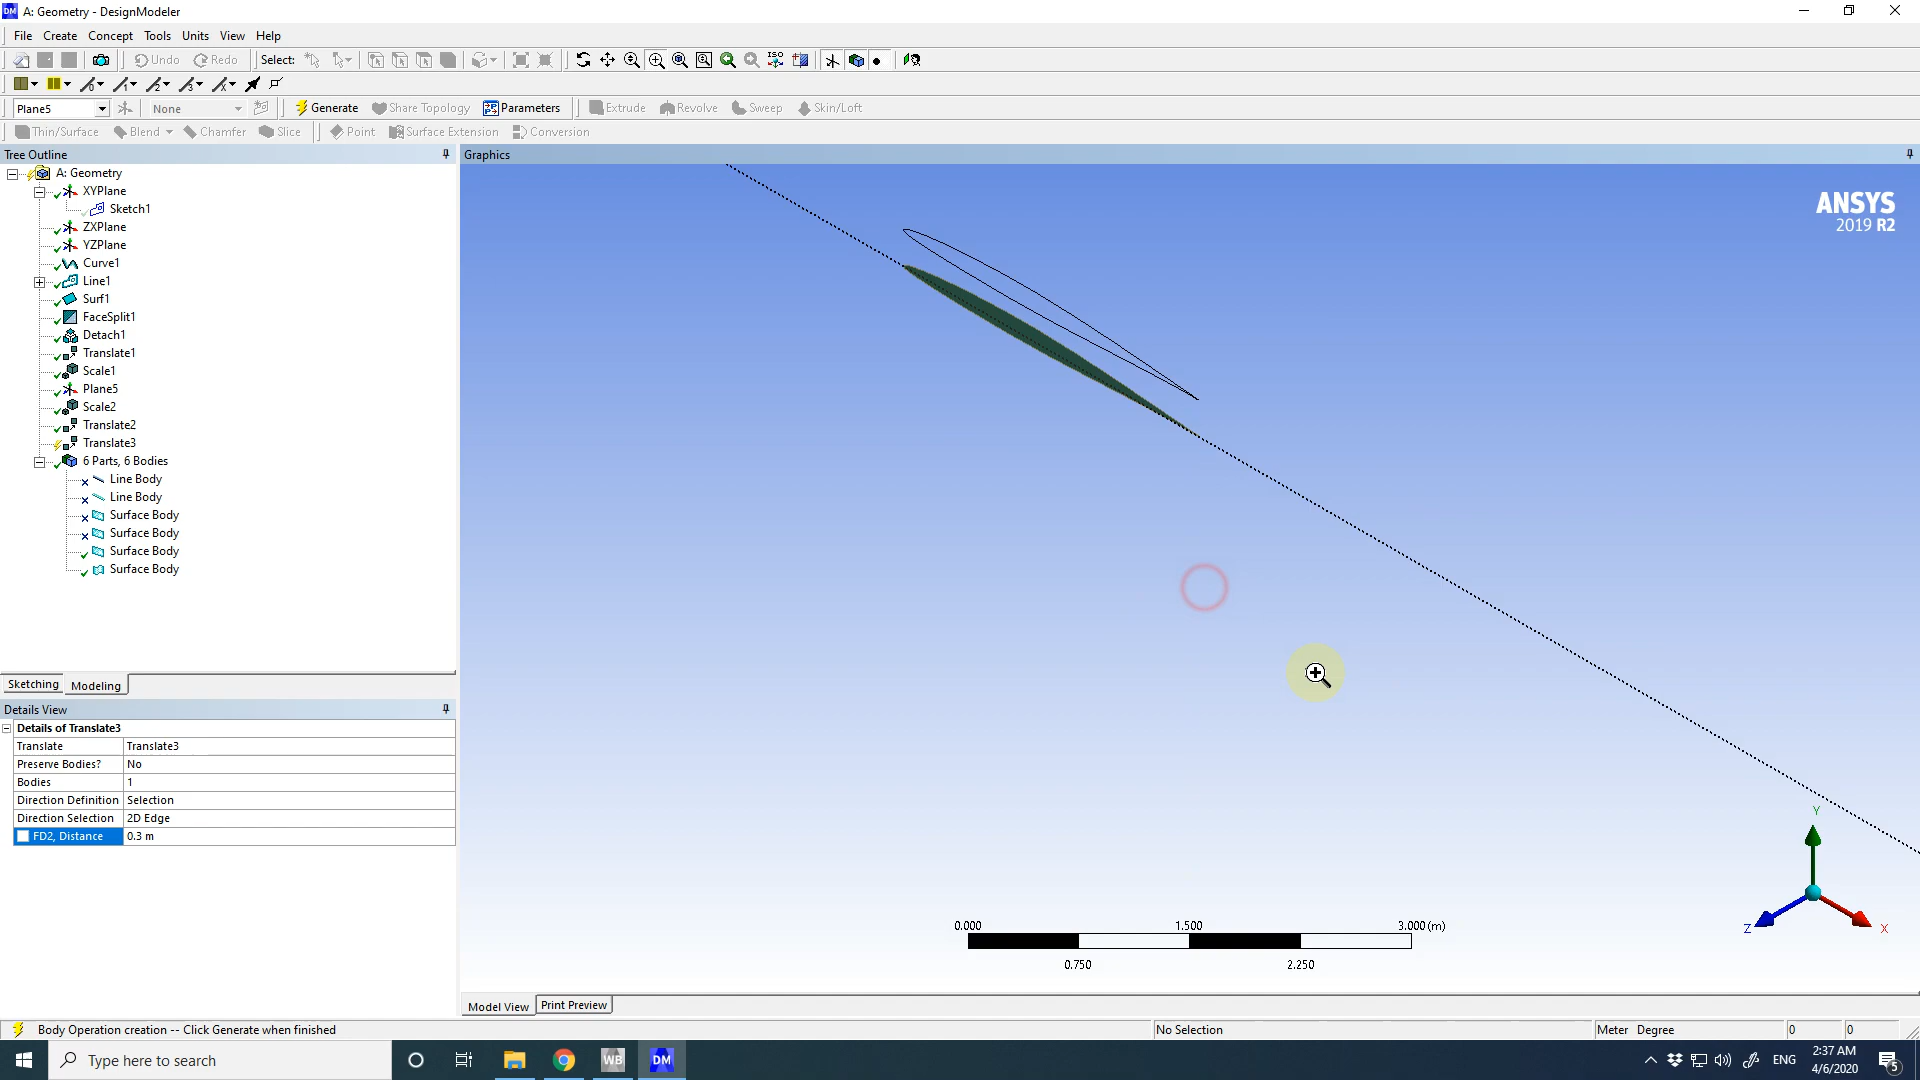 A: Geometry - DesignModeler
File Create Concept Tools Units View Help
Undo Redo Select: ISO
Plane5 None Generate Share Topology Parameters Extrude Revolve Sweep Skin/Loft
Thin/Surface Blend Chamfer Slice Point Surface Extension Conversion
Tree Outline
A: Geometry
XYPlane
Sketch1
ZXPlane
YZPlane
Curve1
Line1
Surf1
FaceSplit1
Detach1
Translate1
Scale1
Plane5
Scale2
Translate2
Translate3
6 Parts, 6 Bodies
Line Body
Line Body
Surface Body
Surface Body
Surface Body
Surface Body
Sketching Modeling
Details View
Details of Translate3
Translate Translate3
Preserve Bodies? No
Bodies 1
Direction Definition Selection
Direction Selection 2D Edge
FD2, Distance 0.3 m
Graphics
ANSYS
2019 R2
Y
Z
X
0.000 1.500 3.000 (m)
0.750 2.250
Model View Print Preview
Body Operation creation -- Click Generate when finished
No Selection
Meter Degree 0 0
Type here to search
WB DM
ENG
2:37 AM
4/6/2020
5